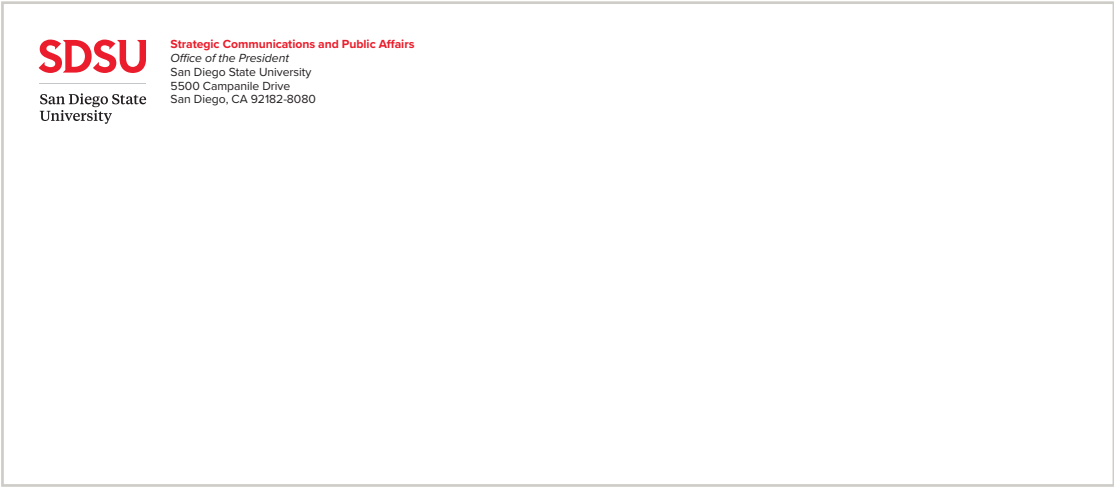 SDSU
San Diego State
University
Strategic Communications and Public Affairs
Office of the President
San Diego State University
5500 Campanile Drive
San Diego, CA 92182-8080